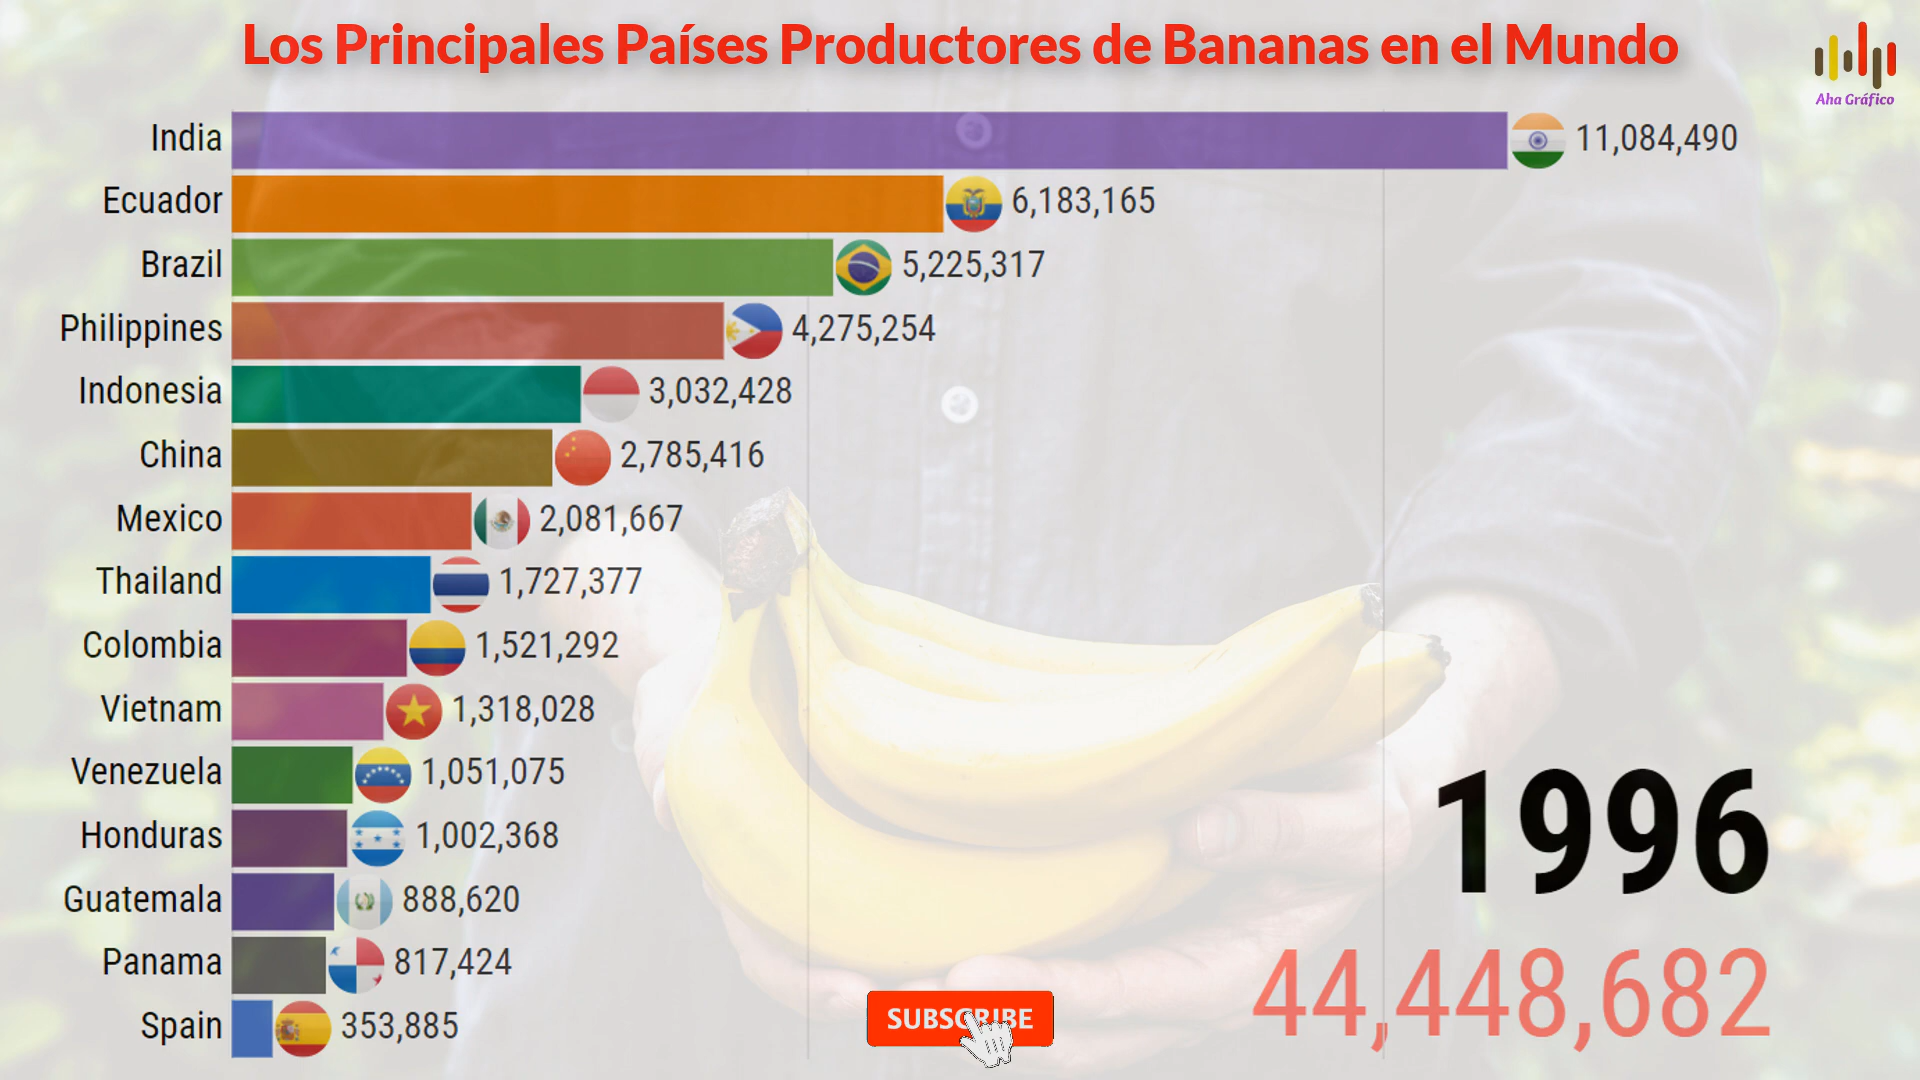 Los Principales Países Productores de Bananas en el Mundo
Aha Gráfico
India 11,084,490
Ecuador 6,183,165
Brazil 5,225,317
Philippines 4,275,254
Indonesia 3,032,428
China 2,785,416
Mexico 2,081,667
Thailand 1,727,377
Colombia 1,521,292
Vietnam 1,318,028
Venezuela 1,051,075
Honduras 1,002,368
Guatemala 888,620
Panama 817,424
Spain 353,885
1996
44,448,682
SUBSCRIBE